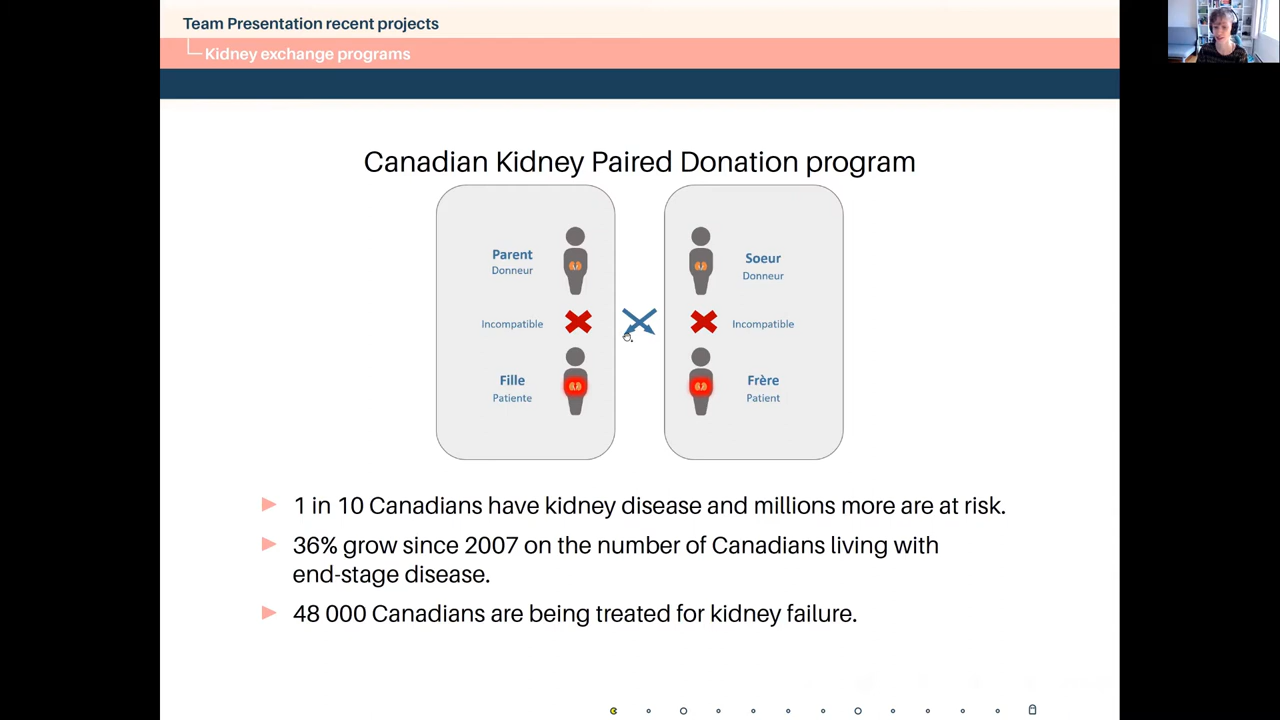 Team Presentation recent projects
Kidney exchange programs
Canadian Kidney Paired Donation program
Parent
Donneur
Incompatible
Fille
Patiente
Soeur
Donneur
Incompatible
Frère
Patient
1 in 10 Canadians have kidney disease and millions more are at risk.
36% grow since 2007 on the number of Canadians living with
end-stage disease.
48 000 Canadians are being treated for kidney failure.